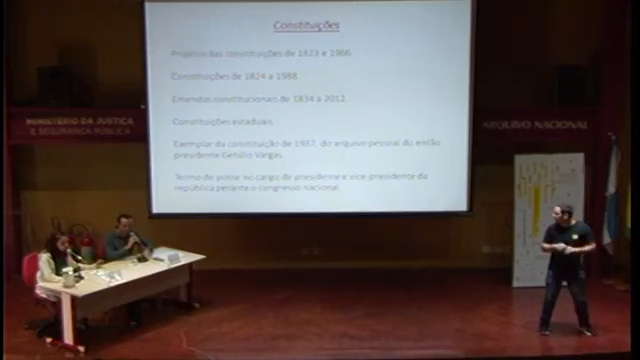 Constituições
Projetos das constituições de 1823 e 1966
Constituições de 1824 a 1988
Emendas constitucionais de 1834 a 2012
Constituições estaduais
Exemplar da constituição de 1937, do arquivo pessoal do então
presidente Getúlio Vargas.
Termo de posse no cargo de presidente e vice-presidente da
república perante o congresso nacional.
MINISTÉRIO DA JUSTIÇA
E SEGURANÇA PÚBLICA
ARQUIVO NACIONAL